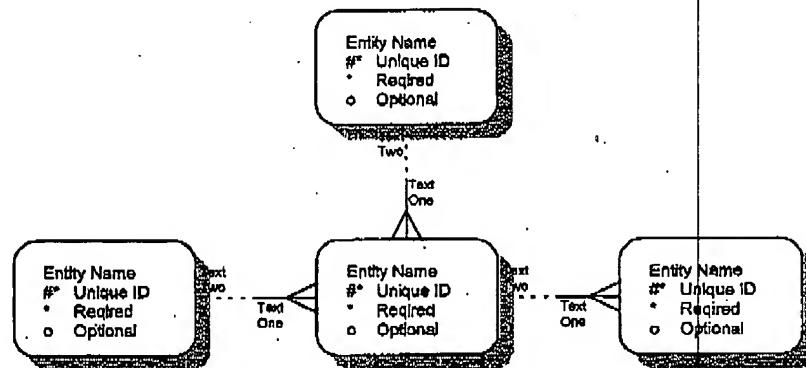 Entity Name
#* Unique ID
* Reqired
o Optional
Two
Text
One
Entity Name
#* Unique ID
* Reqired
o Optional
Text
Two
Text
One
Entity Name
#* Unique ID
* Reqired
o Optional
Text
Two
Text
One
Entity Name
#* Unique ID
* Reqired
o Optional